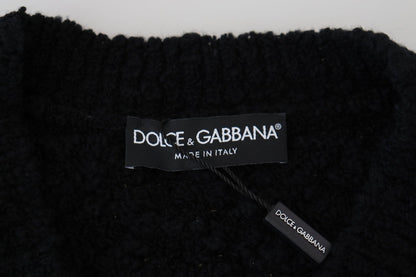 DOLCE & GABBANA®
MADE IN ITALY
DOLCE & GABBANA